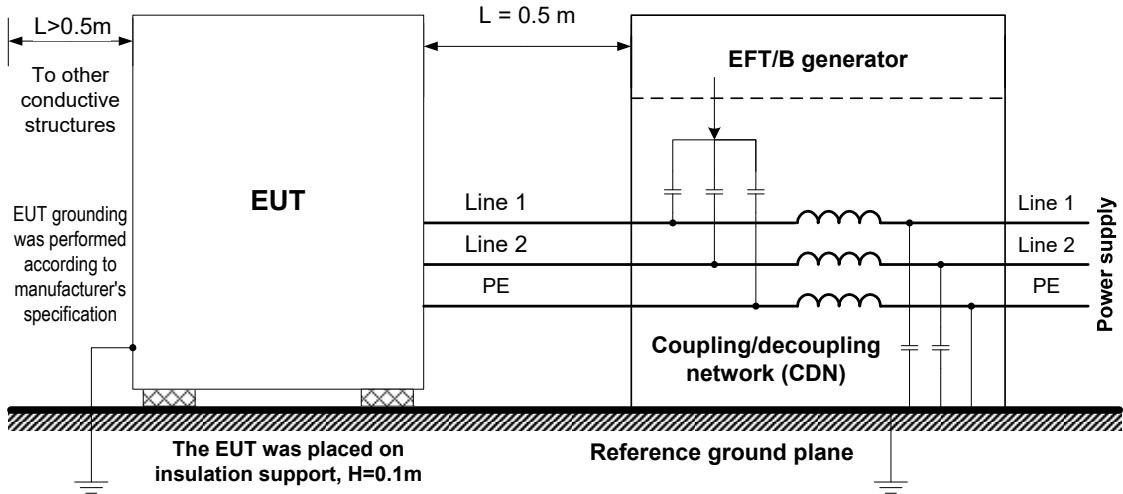 L>0.5m
To other
conductive
structures
EUT grounding
was performed
according to
manufacturer's
specification
EUT
L = 0.5 m
Line 1
Line 2
PE
EFT/B generator
Coupling/decoupling
network (CDN)
Line 1
Line 2
PE
Power supply
The EUT was placed on
insulation support, H=0.1m
Reference ground plane